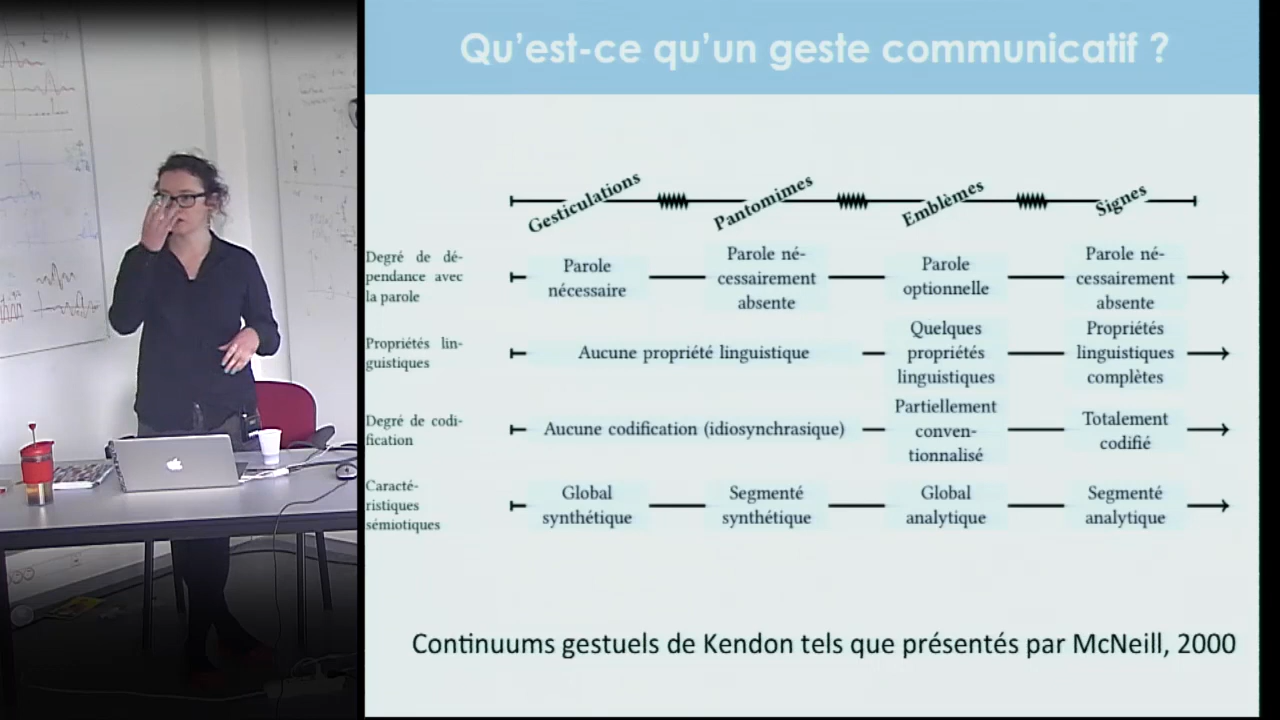 Qu'est-ce qu'un geste communicatif ?
Gesticulations
Pantomimes
Emblèmes
Signes
Degré de dé-
pendance avec
la parole
Parole
nécessaire
Parole né-
cessairement
absente
Parole
optionnelle
Parole né-
cessairement
absente
Propriétés lin-
guistiques
Aucune propriété linguistique
Quelques
propriétés
linguistiques
Propriétés
linguistiques
complètes
Degré de codi-
fication
Aucune codification (idiosynchrasique)
Partiellement
conven-
tionnalisé
Totalement
codifié
Caracté-
ristiques
sémiotiques
Global
synthétique
Segmenté
synthétique
Global
analytique
Segmenté
analytique
Continuums gestuels de Kendon tels que présentés par McNeill, 2000